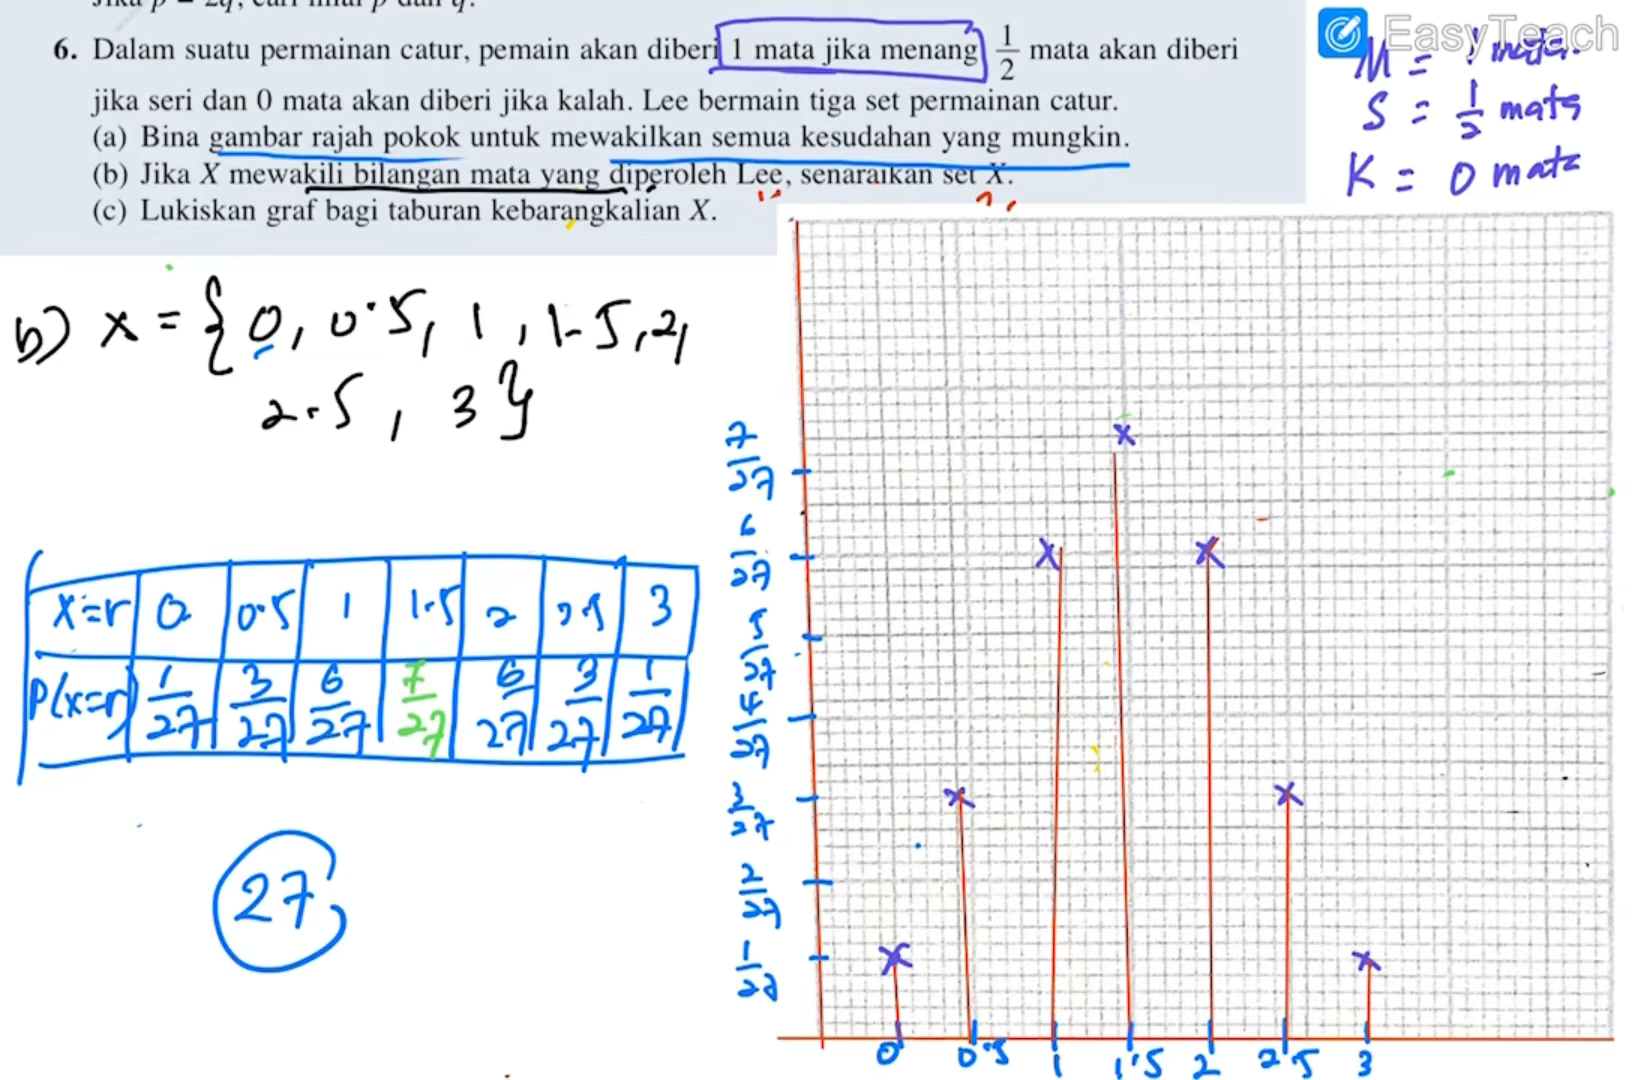 6. Dalam suatu permainan catur, pemain akan diberi 1 mata jika menang 1/2 mata akan diberi
jika seri dan 0 mata akan diberi jika kalah. Lee bermain tiga set permainan catur.
(a) Bina gambar rajah pokok untuk mewakilkan semua kesudahan yang mungkin.
(b) Jika X mewakili bilangan mata yang diperoleh Lee, senaraikan set X.
(c) Lukiskan graf bagi taburan kebarangkalian X.
EasyTeach
M = 1 mata.
S = 1/2 mata
K = 0 mata
b) x = {0, 0.5, 1, 1.5, 2,
2.5, 3}
X=r 0 0.5 1 1.5 2 2.5 3
P(x=r) 1/27 3/27 6/27 7/27 6/27 3/27 1/27
27
7/27
6/27
5/27
4/27
2/27
1/27
0 0.5 1 1.5 2 2.5 3